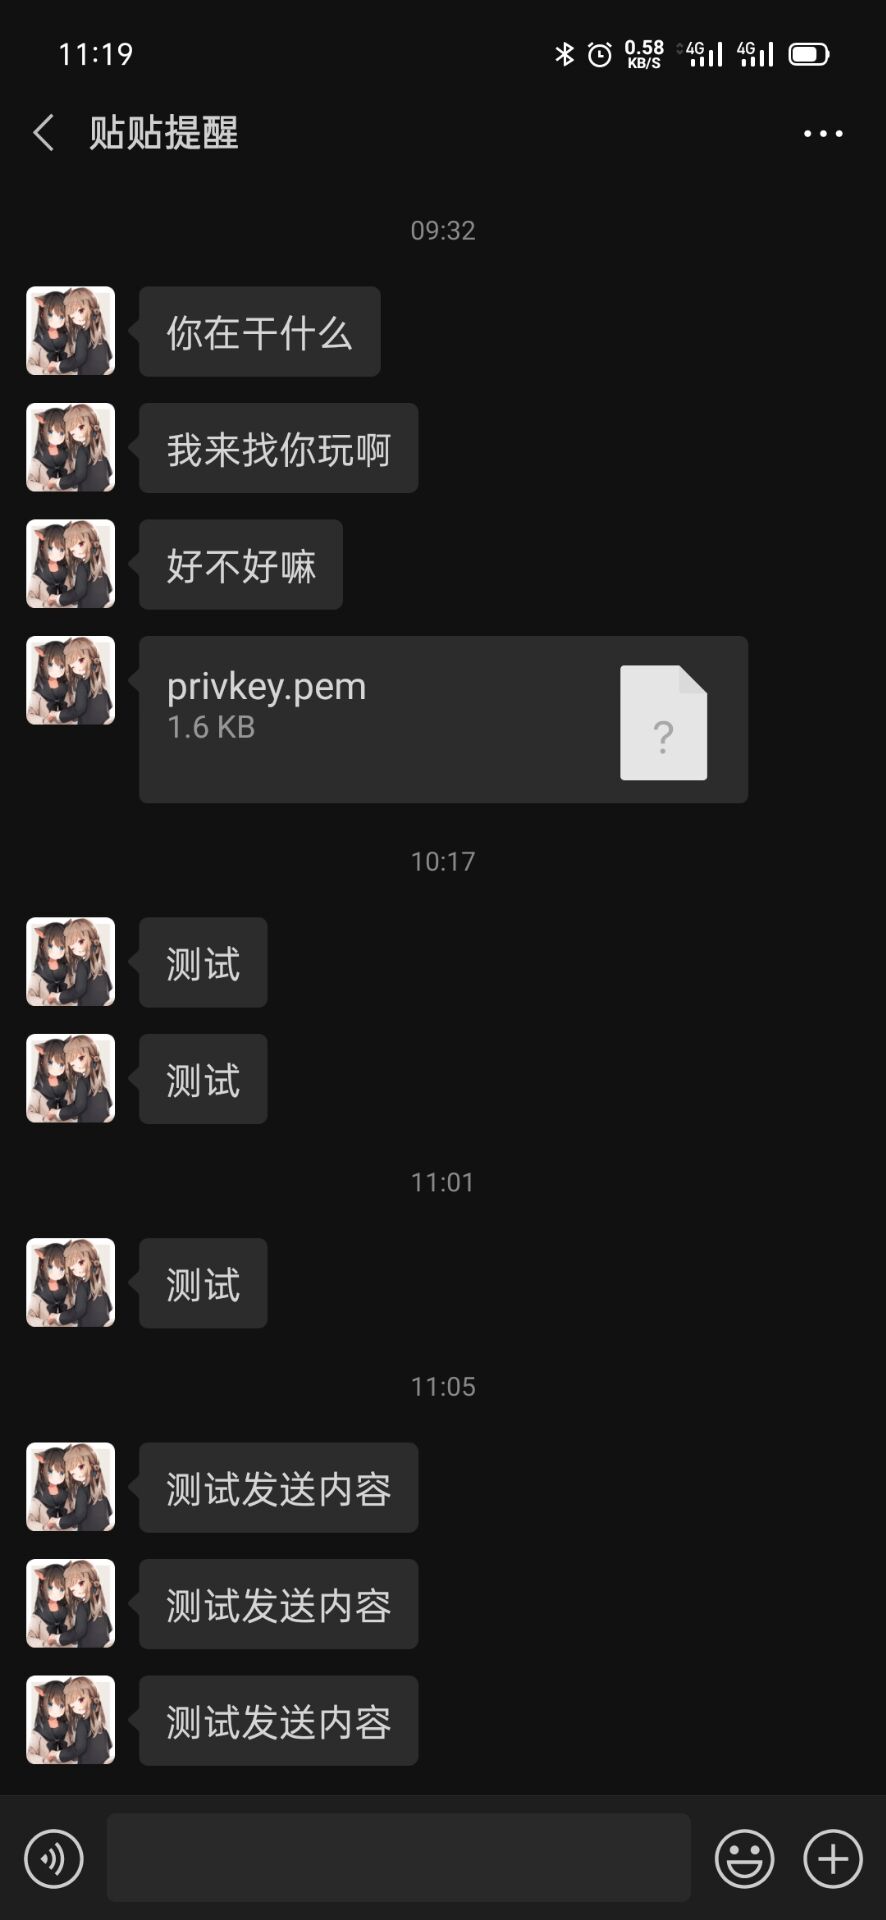 11:19
0.58
KB/S
4G
4G
贴贴提醒
09:32
你在干什么
我来找你玩啊
好不好嘛
privkey.pem
1.6 KB
?
10:17
测试
测试
11:01
测试
11:05
测试发送内容
测试发送内容
测试发送内容